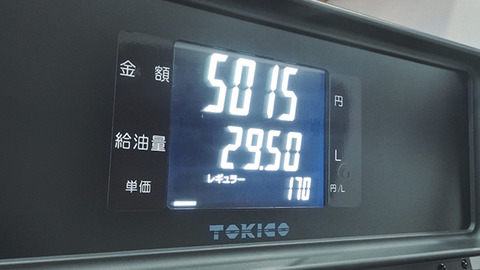 金額 5015 円
給油量 29.50 L
レギュラー
単価 170 円/L
TOKICO